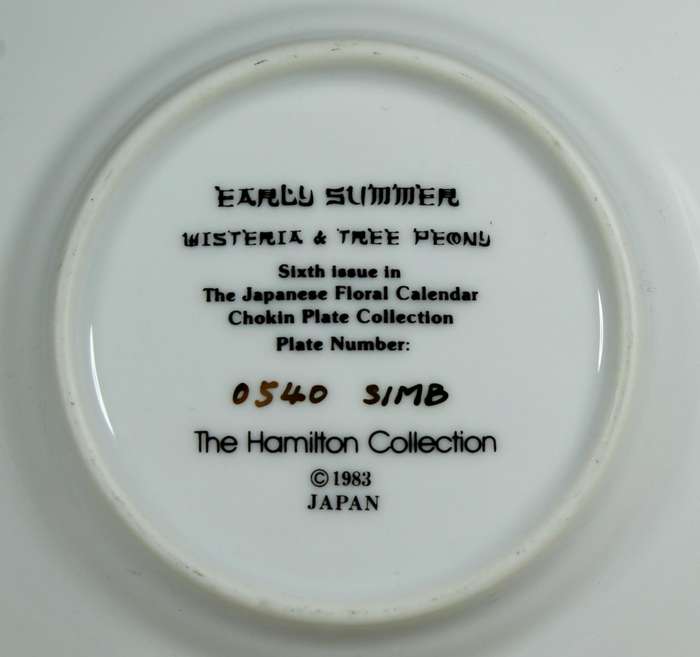 EARLY SUMMER
WISTERIA & TREE PEONY
Sixth issue in
The Japanese Floral Calendar
Chokin Plate Collection
Plate Number:
0540 SIMB
The Hamilton Collection
©1983
JAPAN